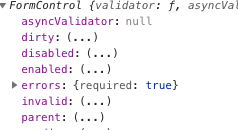 ▼FormControl {validator: ƒ, asyncVal
asyncValidator: null
dirty: (...)
disabled: (...)
enabled: (...)
▶errors: {required: true}
invalid: (...)
parent: (...)